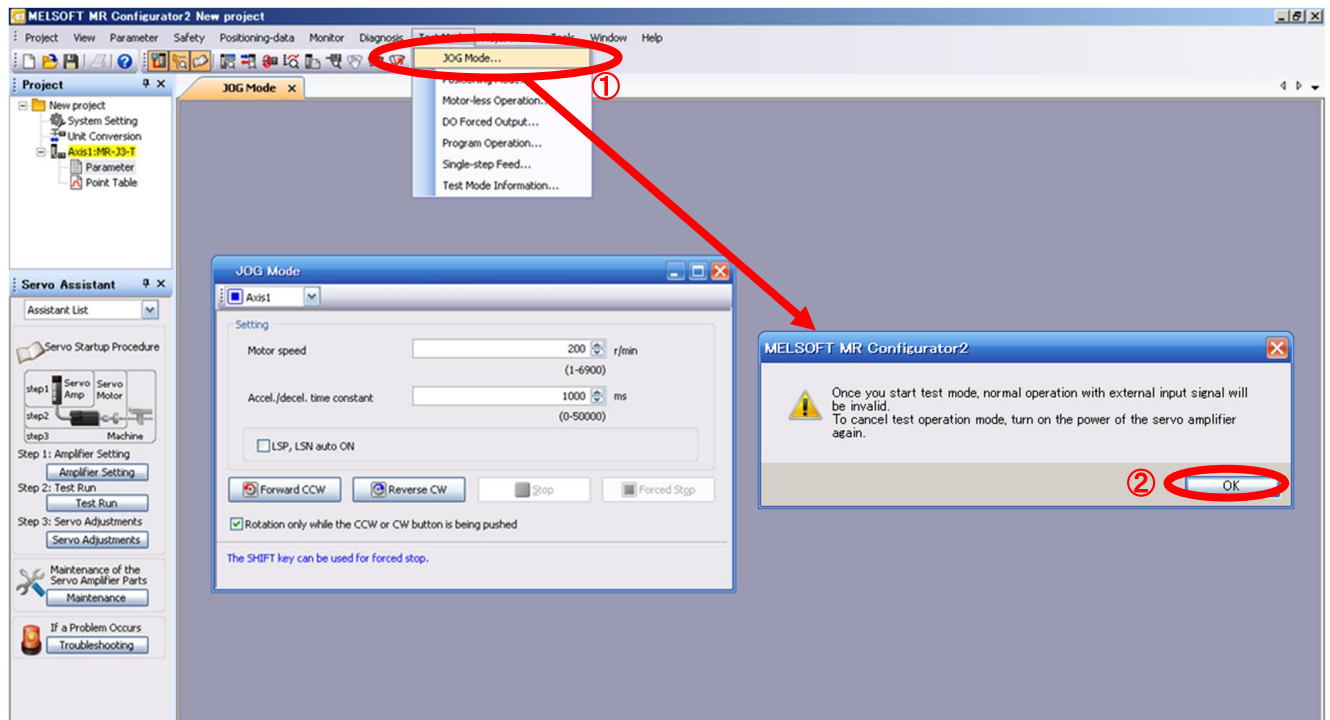 MELSOFT MR Configurator2 New project
Project View Parameter Safety Positioning-data Monitor Diagnosis Tools Window Help
JOG Mode...
①
Motor-less Operation...
DO Forced Output...
Program Operation...
Single-step Feed...
Test Mode Information...
Project
New project
System Setting
Unit Conversion
Axis1:MR-J3-T
Parameter
Point Table
JOG Mode
Servo Assistant
Assistant List
Servo Startup Procedure
step1 Servo Amp Servo Motor
step2
step3 Machine
Step 1: Amplifier Setting
Amplifier Setting
Step 2: Test Run
Test Run
Step 3: Servo Adjustments
Servo Adjustments
Maintenance of the
Servo Amplifier Parts
Maintenance
If a Problem Occurs
Troubleshooting
JOG Mode
Axis1
Setting
Motor speed 200 r/min
(1-6900)
Accel./decel. time constant 1000 ms
(0-50000)
LSP, LSN auto ON
Forward CCW Reverse CW Stop Forced Stop
Rotation only while the CCW or CW button is being pushed
The SHIFT key can be used for forced stop.
MELSOFT MR Configurator2
Once you start test mode, normal operation with external input signal will
be invalid.
To cancel test operation mode, turn on the power of the servo amplifier
again.
② OK